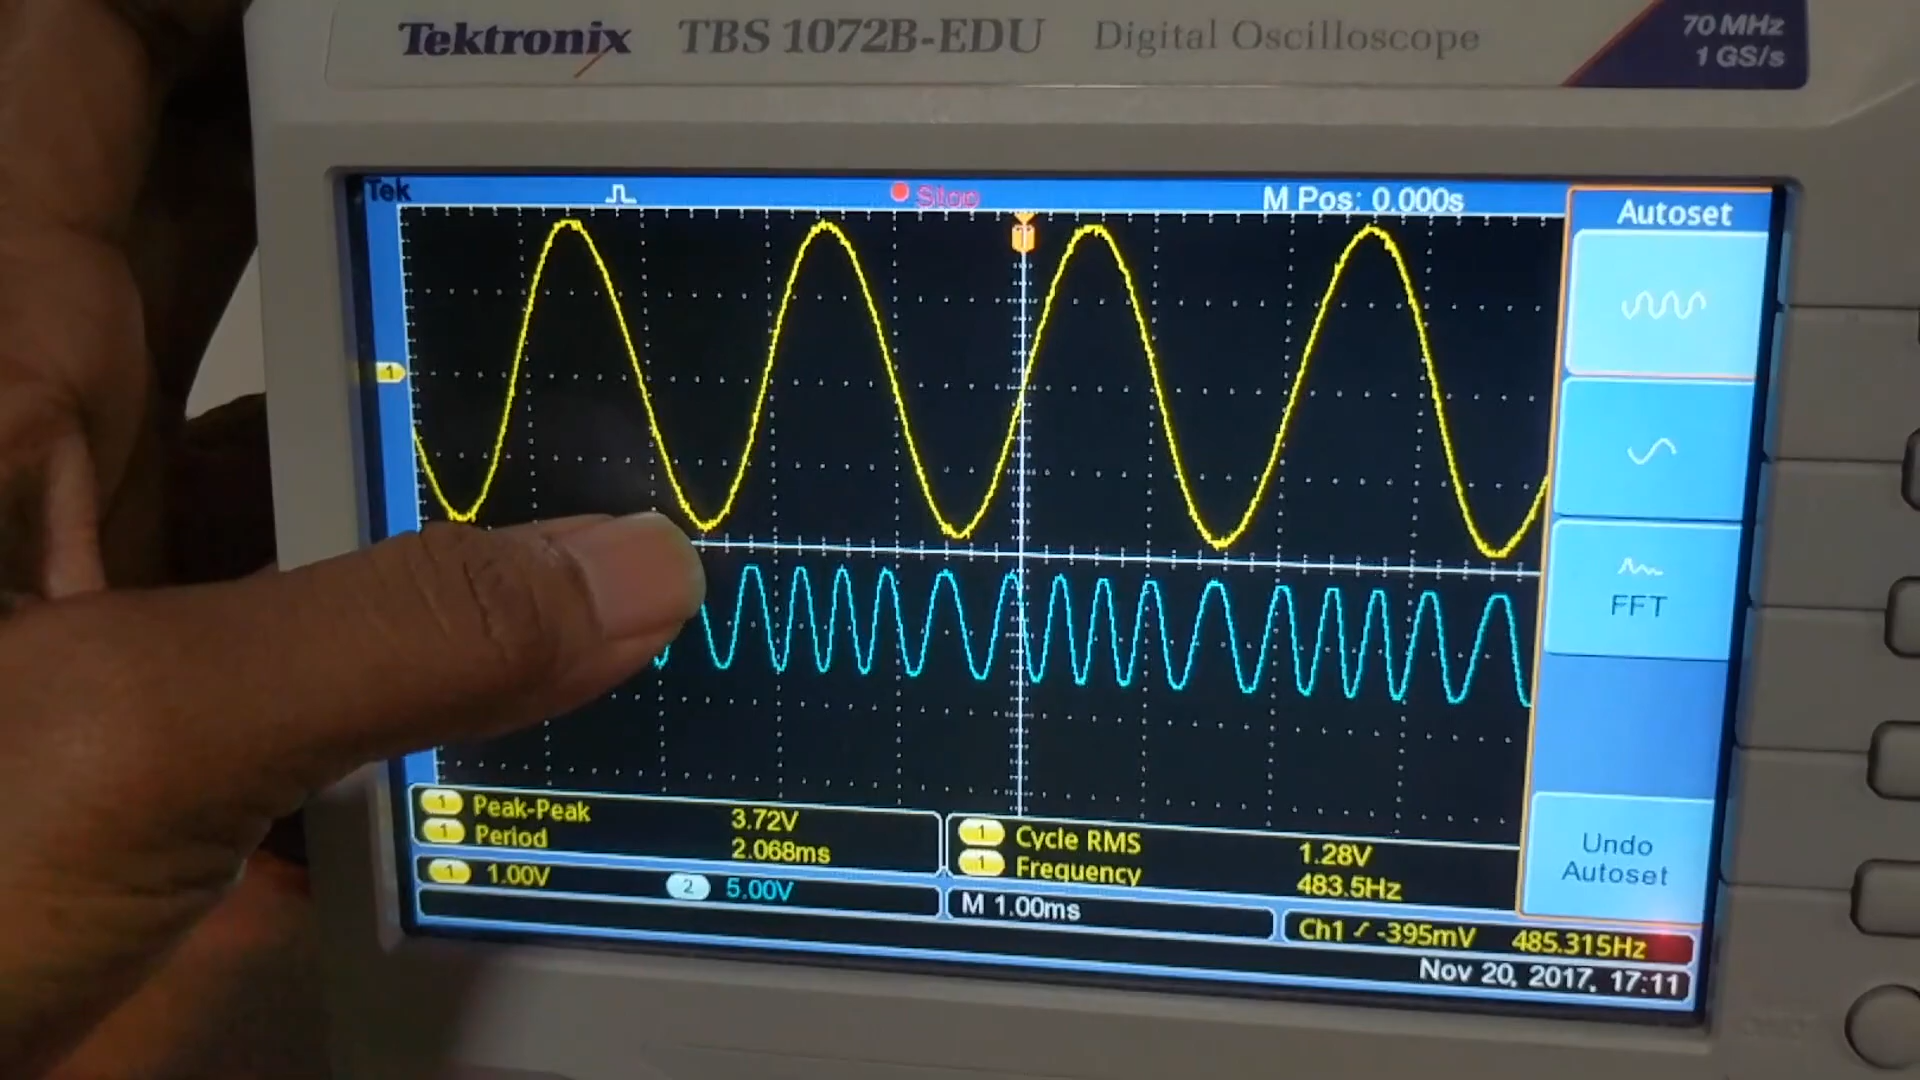 Tektronix TBS 1072B-EDU Digital Oscilloscope 70 MHz
1 GS/s
Tek Stop M Pos: 0.000s
Autoset
T
1
FFT
Undo
Autoset
1 Peak-Peak 3.72V
1 Period 2.068ms
1 Cycle RMS 1.28V
1 Frequency 483.5Hz
1 1.00V 2 5.00V M 1.00ms
Ch1 -395mV 485.315Hz
Nov 20, 2017, 17:11